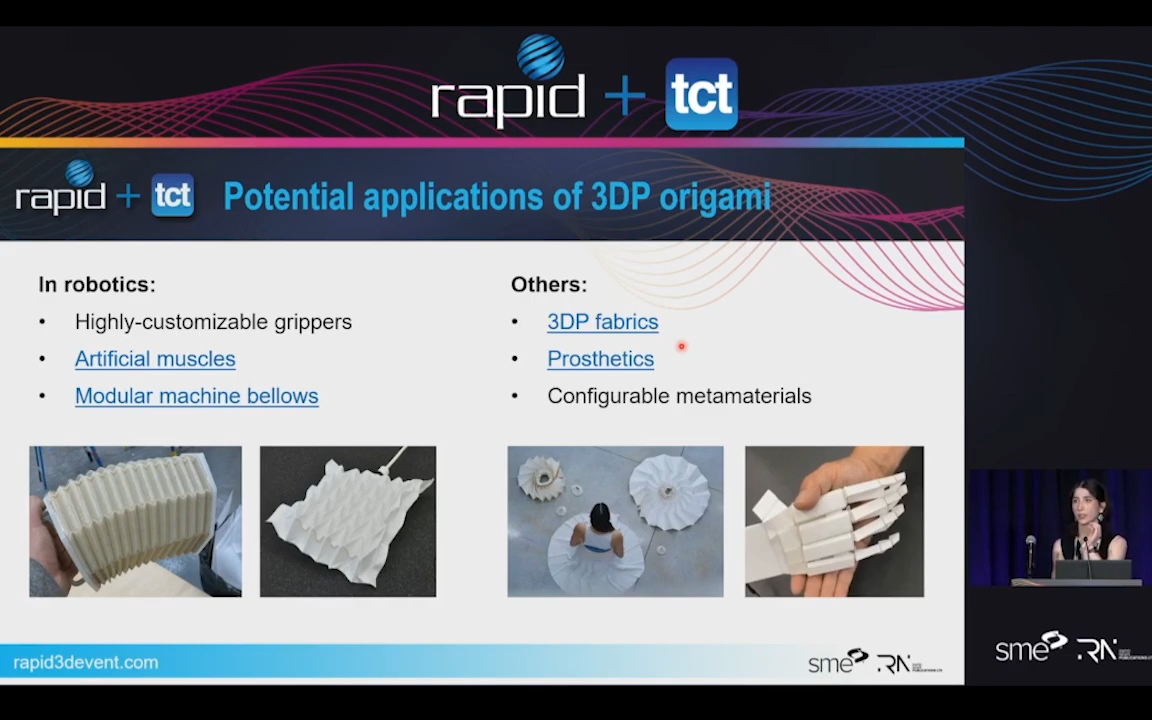 rapid + tct
rapid + tct
Potential applications of 3DP origami
In robotics:
• Highly-customizable grippers
• Artificial muscles
• Modular machine bellows
Others:
• 3DP fabrics
• Prosthetics
• Configurable metamaterials
rapid3devent.com
sme RN
sme RN